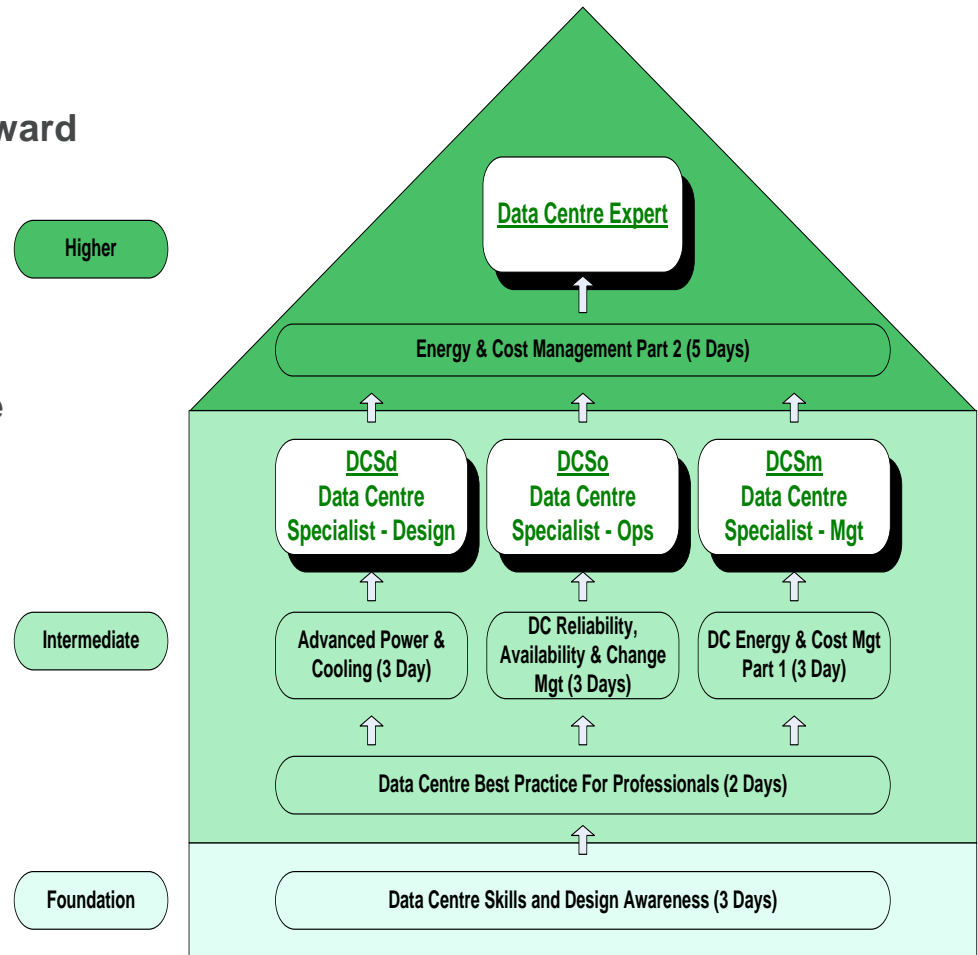 ward
Higher
Data Centre Expert
Energy & Cost Management Part 2 (5 Days)
e
DCSd
Data Centre
Specialist - Design
DCSo
Data Centre
Specialist - Ops
DCSm
Data Centre
Specialist - Mgt
Intermediate
Advanced Power &
Cooling (3 Day)
DC Reliability,
Availability & Change
Mgt (3 Days)
DC Energy & Cost Mgt
Part 1 (3 Day)
Data Centre Best Practice For Professionals (2 Days)
Foundation
Data Centre Skills and Design Awareness (3 Days)